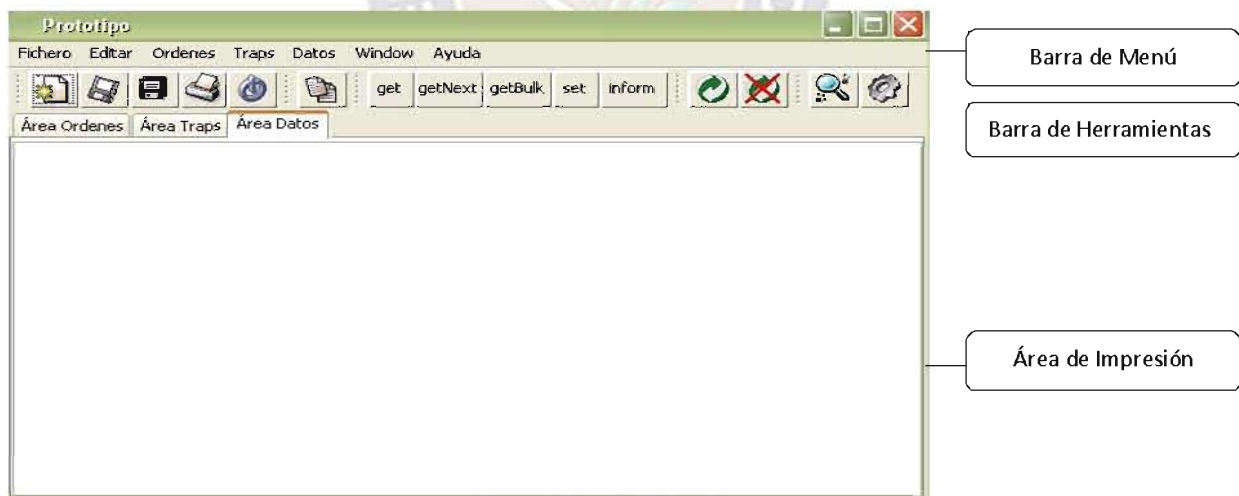 Prototipo
Fichero Editar Ordenes Traps Datos Window Ayuda
get getNext getBulk set inform
Área Ordenes Área Traps Área Datos
Barra de Menú
Barra de Herramientas
Área de Impresión